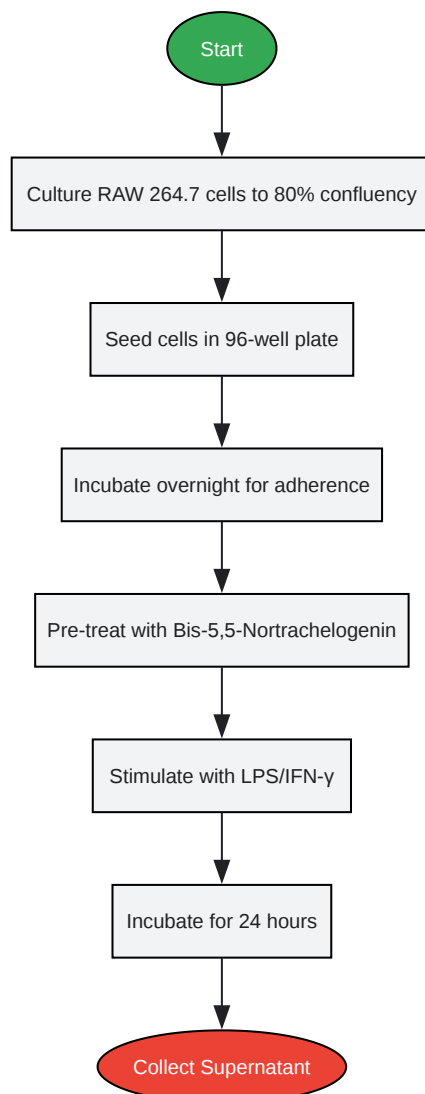 Start
Culture RAW 264.7 cells to 80% confluency
Seed cells in 96-well plate
Incubate overnight for adherence
Pre-treat with Bis-5,5-Nortrachelogenin
Stimulate with LPS/IFN-γ
Incubate for 24 hours
Collect Supernatant